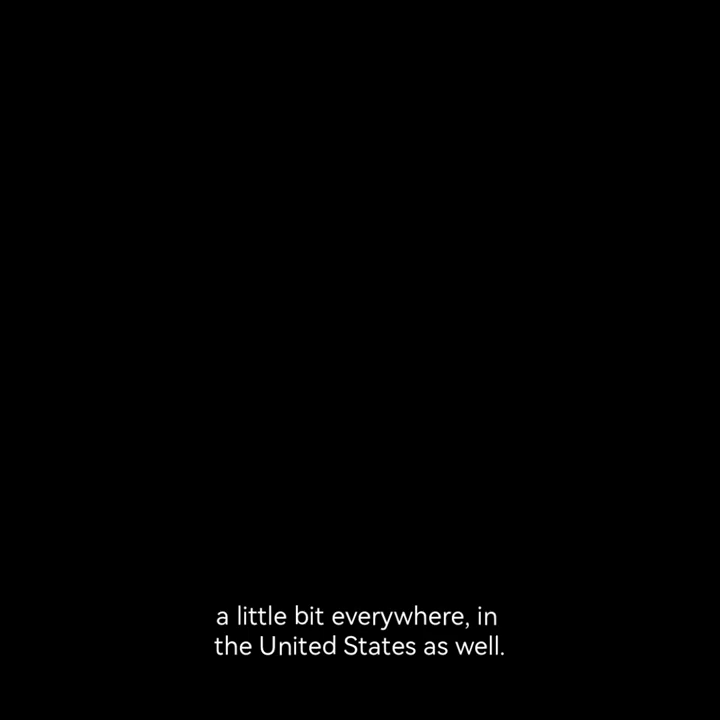 a little bit everywhere, in
the United States as well.